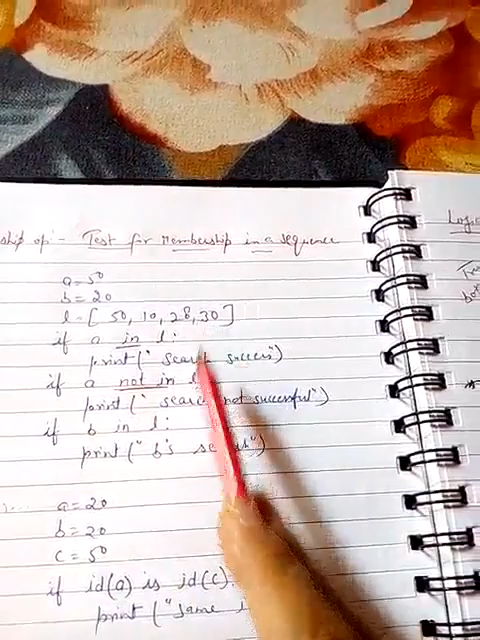 ship op :- Test for membership in a sequence
a=50
b=20
l=[ 50, 10, 28, 30]
if a in l:
print(" search success")
if a not in l
print(" search not successful")
if b in l:
print(" b's
a=20
b=20
c=50
if id(a) is id(c)
print ("same
Logic